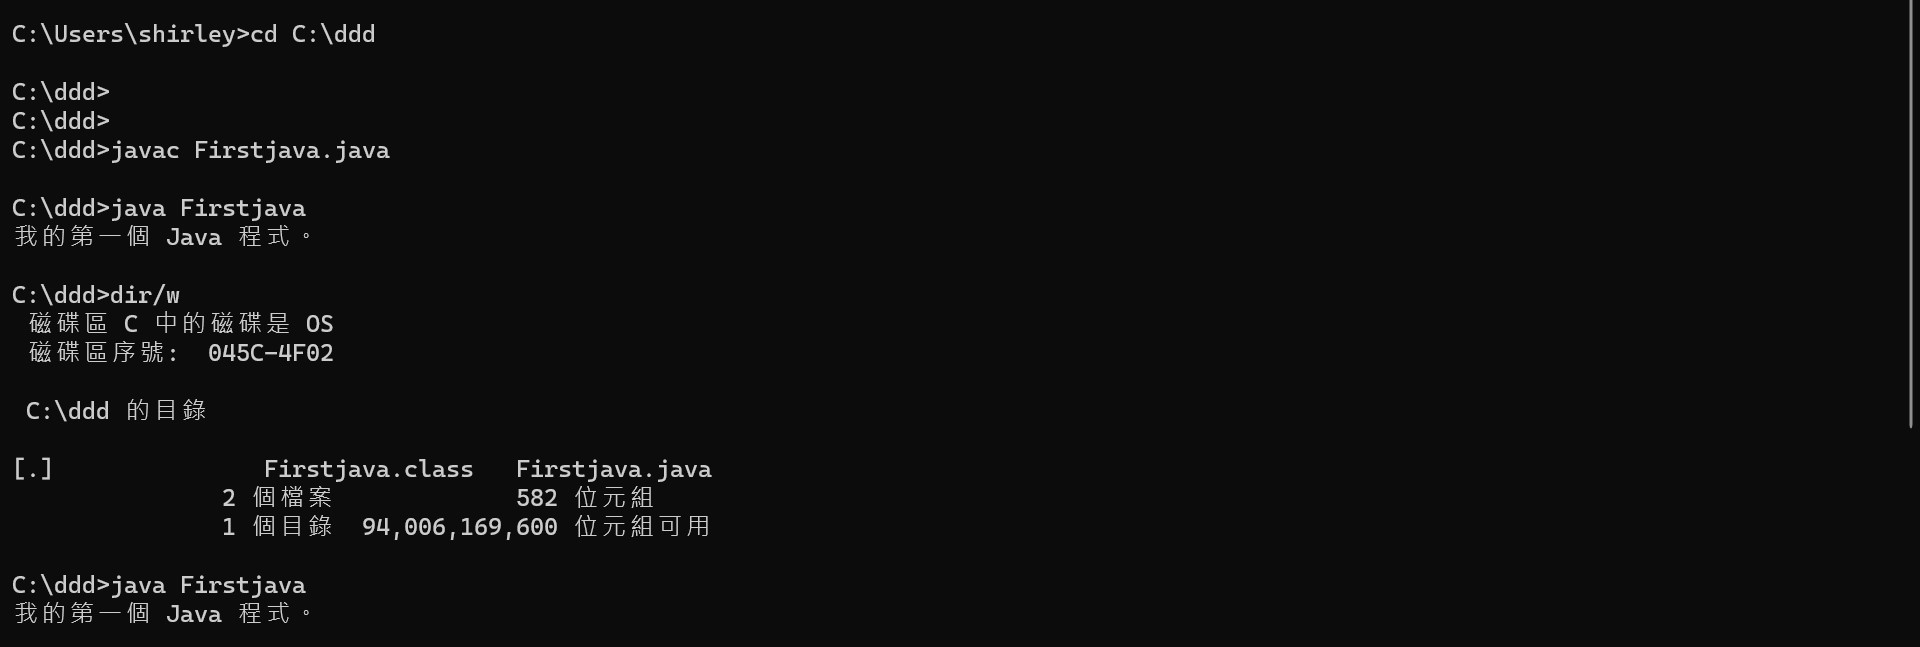 C:\Users\shirley>cd C:\ddd
C:\ddd>
C:\ddd>
C:\ddd>javac Firstjava.java
C:\ddd>java Firstjava
我的第一個 Java 程式。
C:\ddd>dir/w
 磁碟區 C 中的磁碟是 OS
 磁碟區序號:  045C-4F02
 C:\ddd 的目錄
[.]               Firstjava.class   Firstjava.java
               2 個檔案             582 位元組
               1 個目錄  94,006,169,600 位元組可用
C:\ddd>java Firstjava
我的第一個 Java 程式。